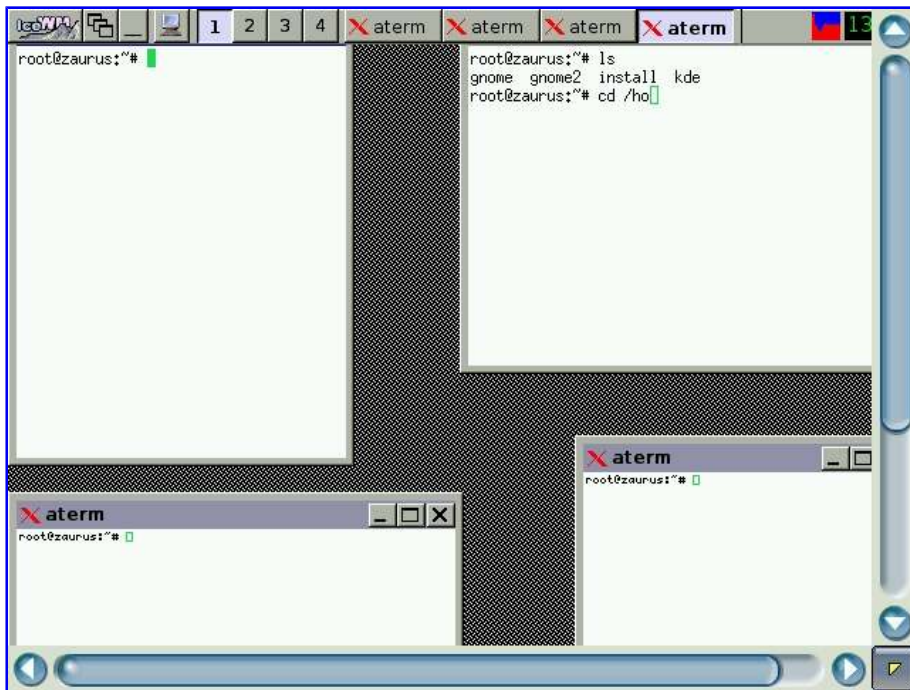 IceWM 1 2 3 4 aterm aterm aterm aterm 13
root@zaurus:~#
root@zaurus:~# ls
gnome gnome2 install kde
root@zaurus:~# cd /ho
aterm
root@zaurus:~#
aterm
root@zaurus:~#